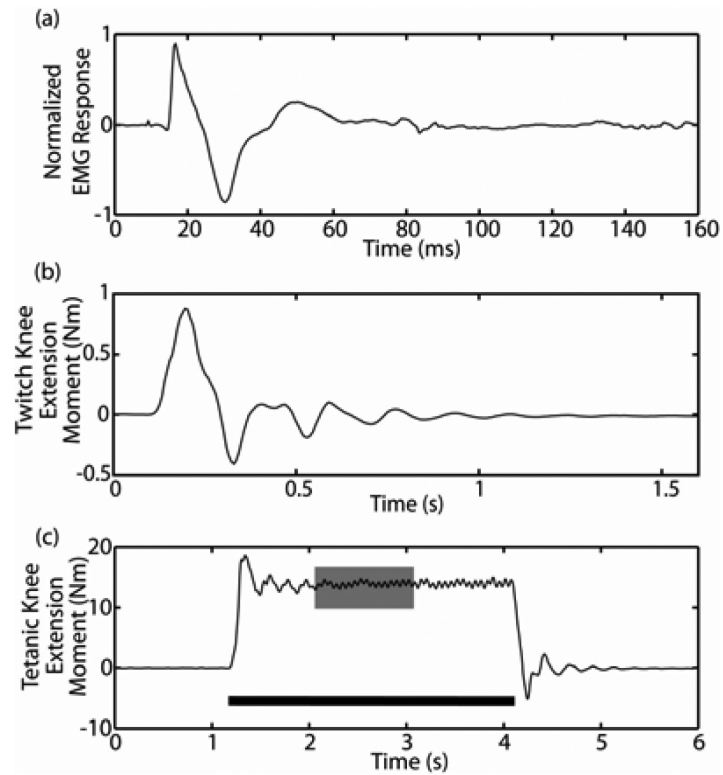 (a)
Normalized
EMG Response
1
0
-1
0 20 40 60 80 100 120 140 160
Time (ms)
(b)
Twitch Knee
Extension
Moment (Nm)
1
0.5
0
-0.5
0 0.5 1 1.5
Time (s)
(c)
Tetanic Knee
Extension
Moment (Nm)
20
10
0
-10
0 1 2 3 4 5 6
Time (s)